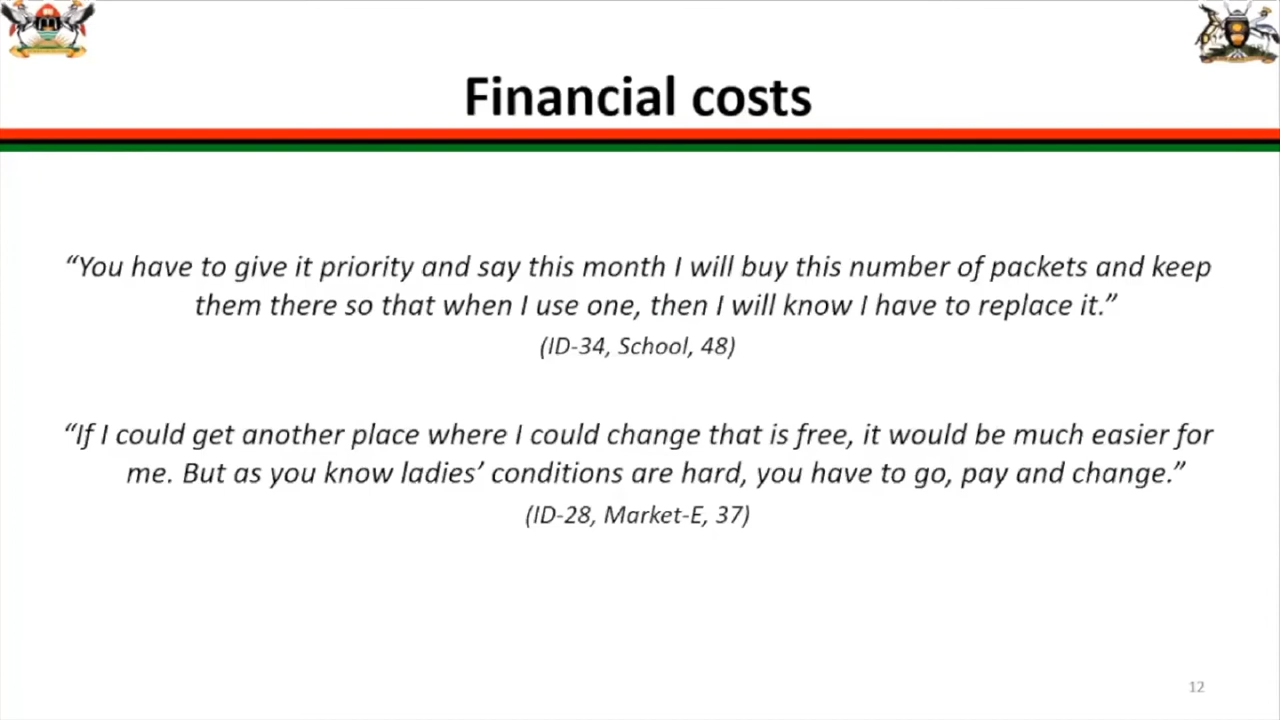 Financial costs
“You have to give it priority and say this month I will buy this number of packets and keep
them there so that when I use one, then I will know I have to replace it.”
(ID-34, School, 48)
“If I could get another place where I could change that is free, it would be much easier for
me. But as you know ladies’ conditions are hard, you have to go, pay and change.”
(ID-28, Market-E, 37)
12